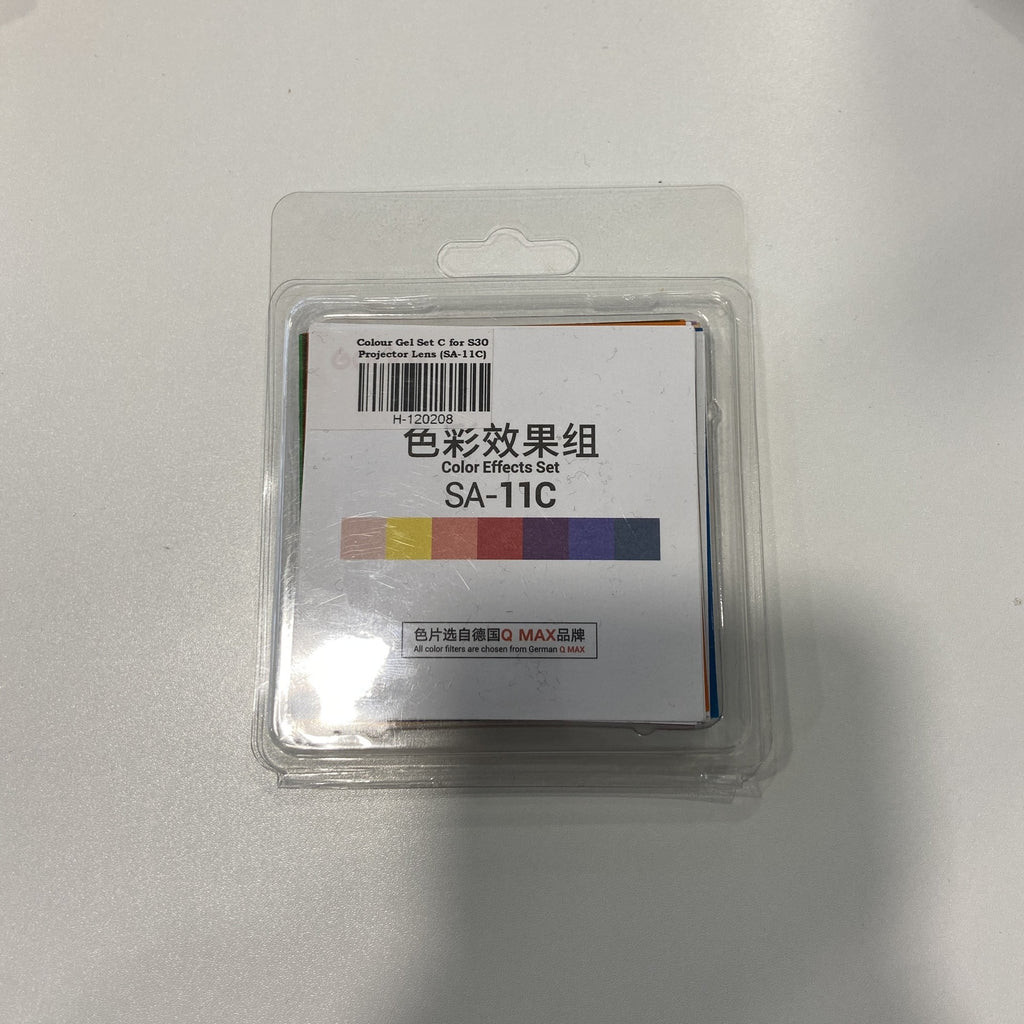 Colour Gel Set C for S30
Projector Lens (SA-11C)
H-120208
色彩效果组
Color Effects Set
SA-11C
色片选自德国Q MAX品牌
All color filters are chosen from German Q MAX